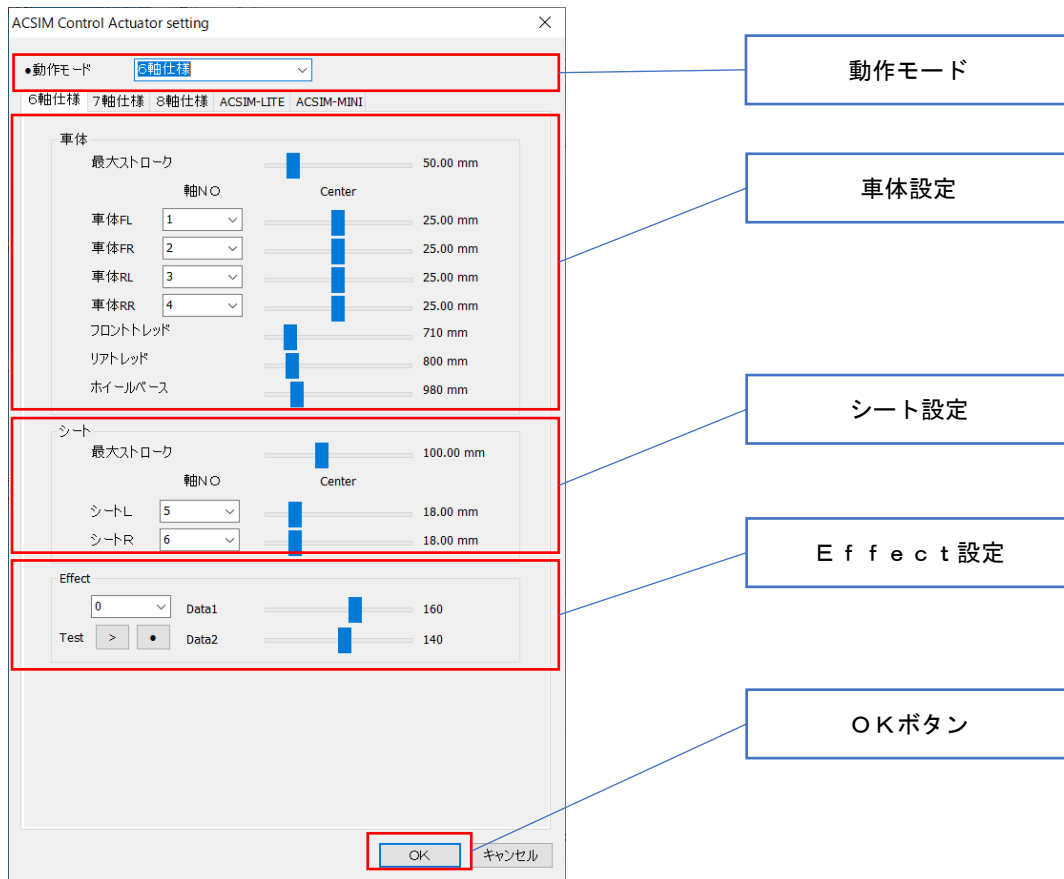 ACSIM Control Actuator setting
●動作モード 6軸仕様
動作モード
6軸仕様 7軸仕様 8軸仕様 ACSIM-LITE ACSIM-MINI
車体
最大ストローク 50.00 mm
軸NO Center
車体設定
車体FL 1 25.00 mm
車体FR 2 25.00 mm
車体RL 3 25.00 mm
車体RR 4 25.00 mm
フロントトレッド 710 mm
リアトレッド 800 mm
ホイールベース 980 mm
シート設定
シート
最大ストローク 100.00 mm
軸NO Center
シートL 5 18.00 mm
シートR 6 18.00 mm
Effect設定
Effect
0 Data1 160
Test > ● Data2 140
OKボタン
OK キャンセル